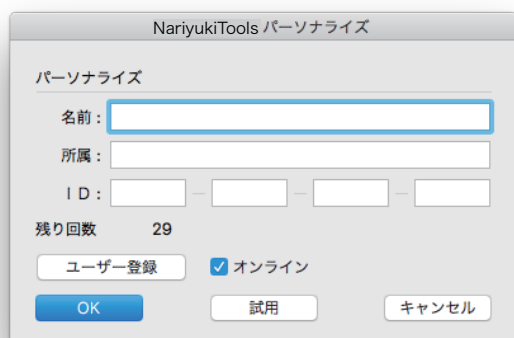 NariyukiTools パーソナライズ
パーソナライズ
名前：
所属：
ＩＤ：
残り回数 29
ユーザー登録 オンライン
OK 試用 キャンセル